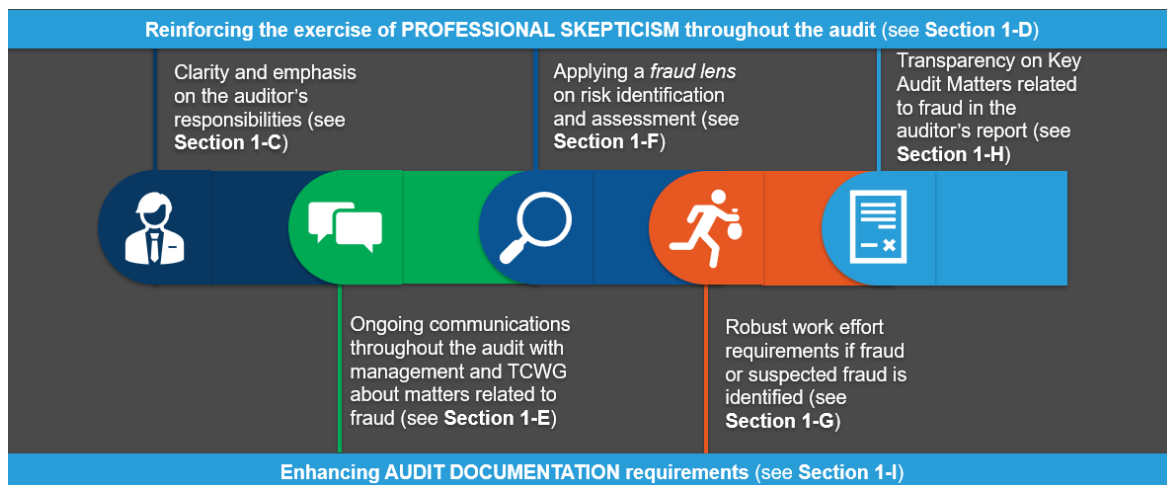 Reinforcing the exercise of PROFESSIONAL SKEPTICISM throughout the audit (see Section 1-D)
Clarity and emphasis
on the auditor's
responsibilities (see
Section 1-C)
Applying a fraud lens
on risk identification
and assessment (see
Section 1-F)
Transparency on Key
Audit Matters related
to fraud in the
auditor's report (see
Section 1-H)
Ongoing communications
throughout the audit with
management and TCWG
about matters related to
fraud (see Section 1-E)
Robust work effort
requirements if fraud
or suspected fraud is
identified (see
Section 1-G)
Enhancing AUDIT DOCUMENTATION requirements (see Section 1-I)